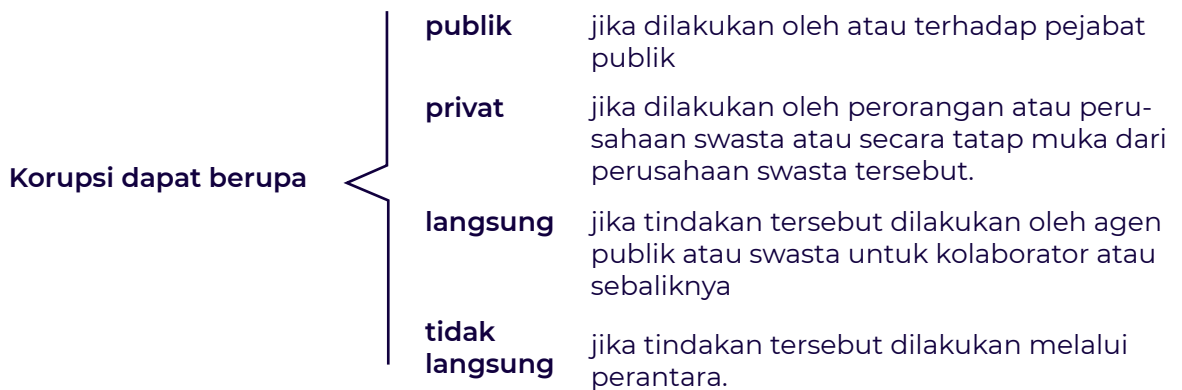 Korupsi dapat berupa
publik
jika dilakukan oleh atau terhadap pejabat
publik
privat
jika dilakukan oleh perorangan atau peru-
sahaan swasta atau secara tatap muka dari
perusahaan swasta tersebut.
langsung
jika tindakan tersebut dilakukan oleh agen
publik atau swasta untuk kolaborator atau
sebaliknya
tidak
langsung
jika tindakan tersebut dilakukan melalui
perantara.